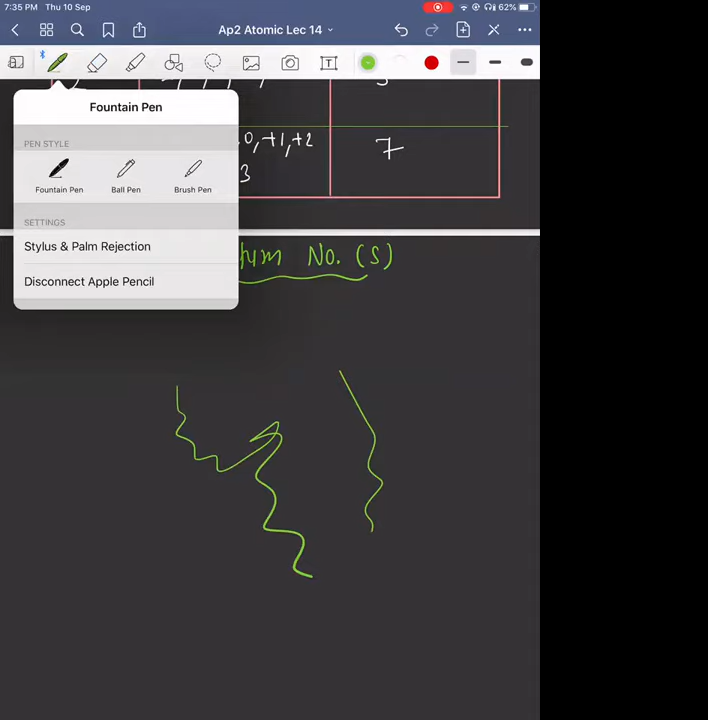 7:35 PM Thu 10 Sep 62%
Ap2 Atomic Lec 14
T
Fountain Pen
PEN STYLE
Fountain Pen Ball Pen Brush Pen
SETTINGS
Stylus & Palm Rejection
Disconnect Apple Pencil
0, +1, +2
3
7
No. (s)